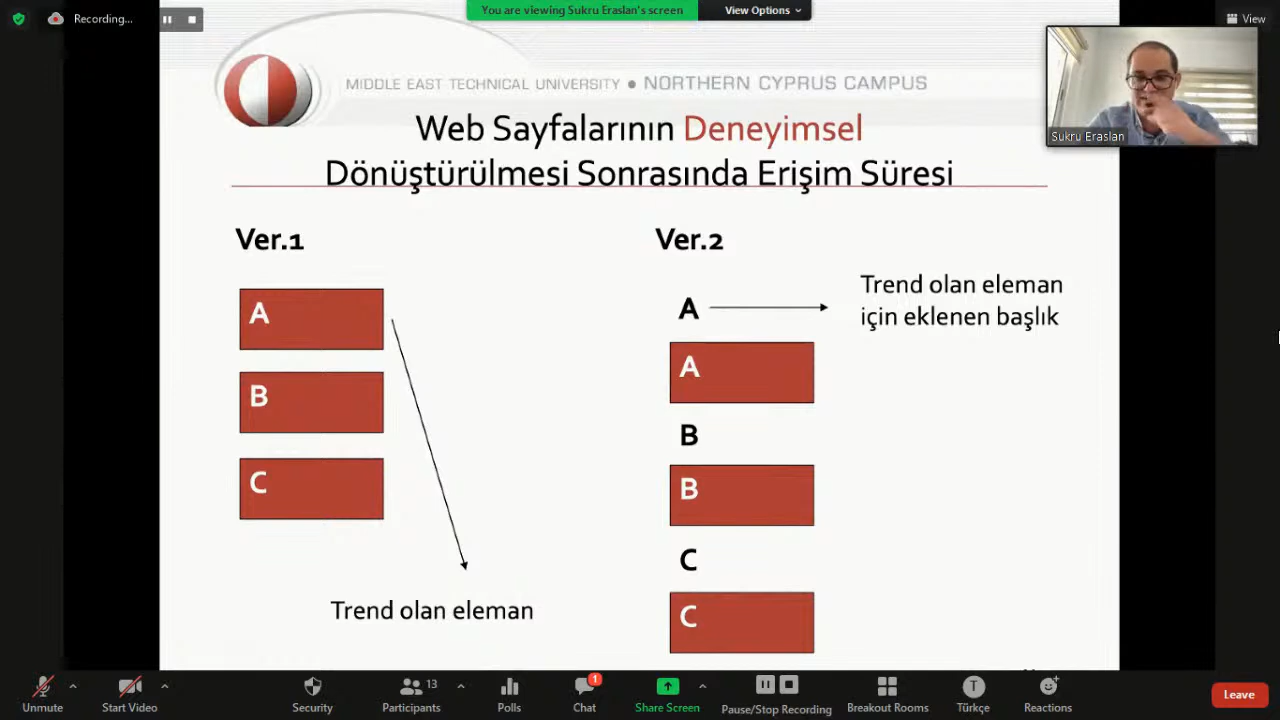 Recording...
You are viewing Sukru Eraslan's screen
View Options
View
MIDDLE EAST TECHNICAL UNIVERSITY ● NORTHERN CYPRUS CAMPUS
Web Sayfalarının Deneyimsel
Dönüştürülmesi Sonrasında Erişim Süresi
Sukru Eraslan
Ver.1
A
B
C
Trend olan eleman
Ver.2
A
Trend olan eleman
için eklenen başlık
A
B
B
C
C
Unmute
Start Video
Security
13
Participants
Polls
1
Chat
Share Screen
Pause/Stop Recording
Breakout Rooms
Türkçe
Reactions
Leave